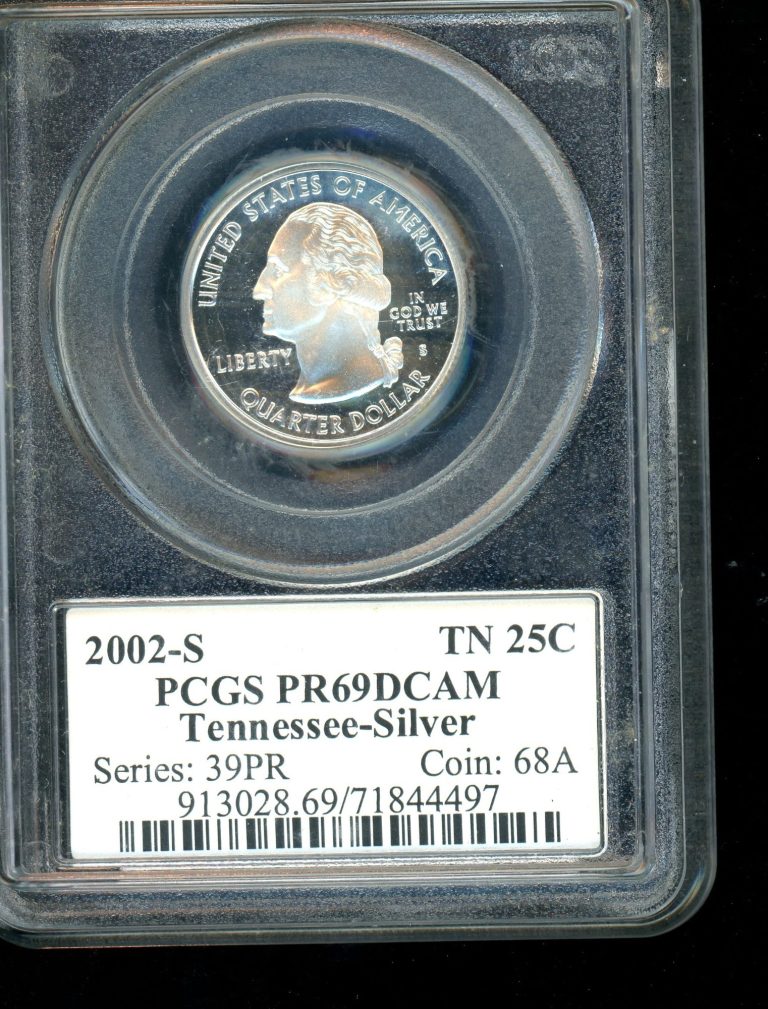 UNITED STATES OF AMERICA
IN
GOD WE
TRUST
S
LIBERTY
QUARTER DOLLAR
2002-S TN 25C
PCGS PR69DCAM
Tennessee-Silver
Series: 39PR Coin: 68A
913028.69/71844497